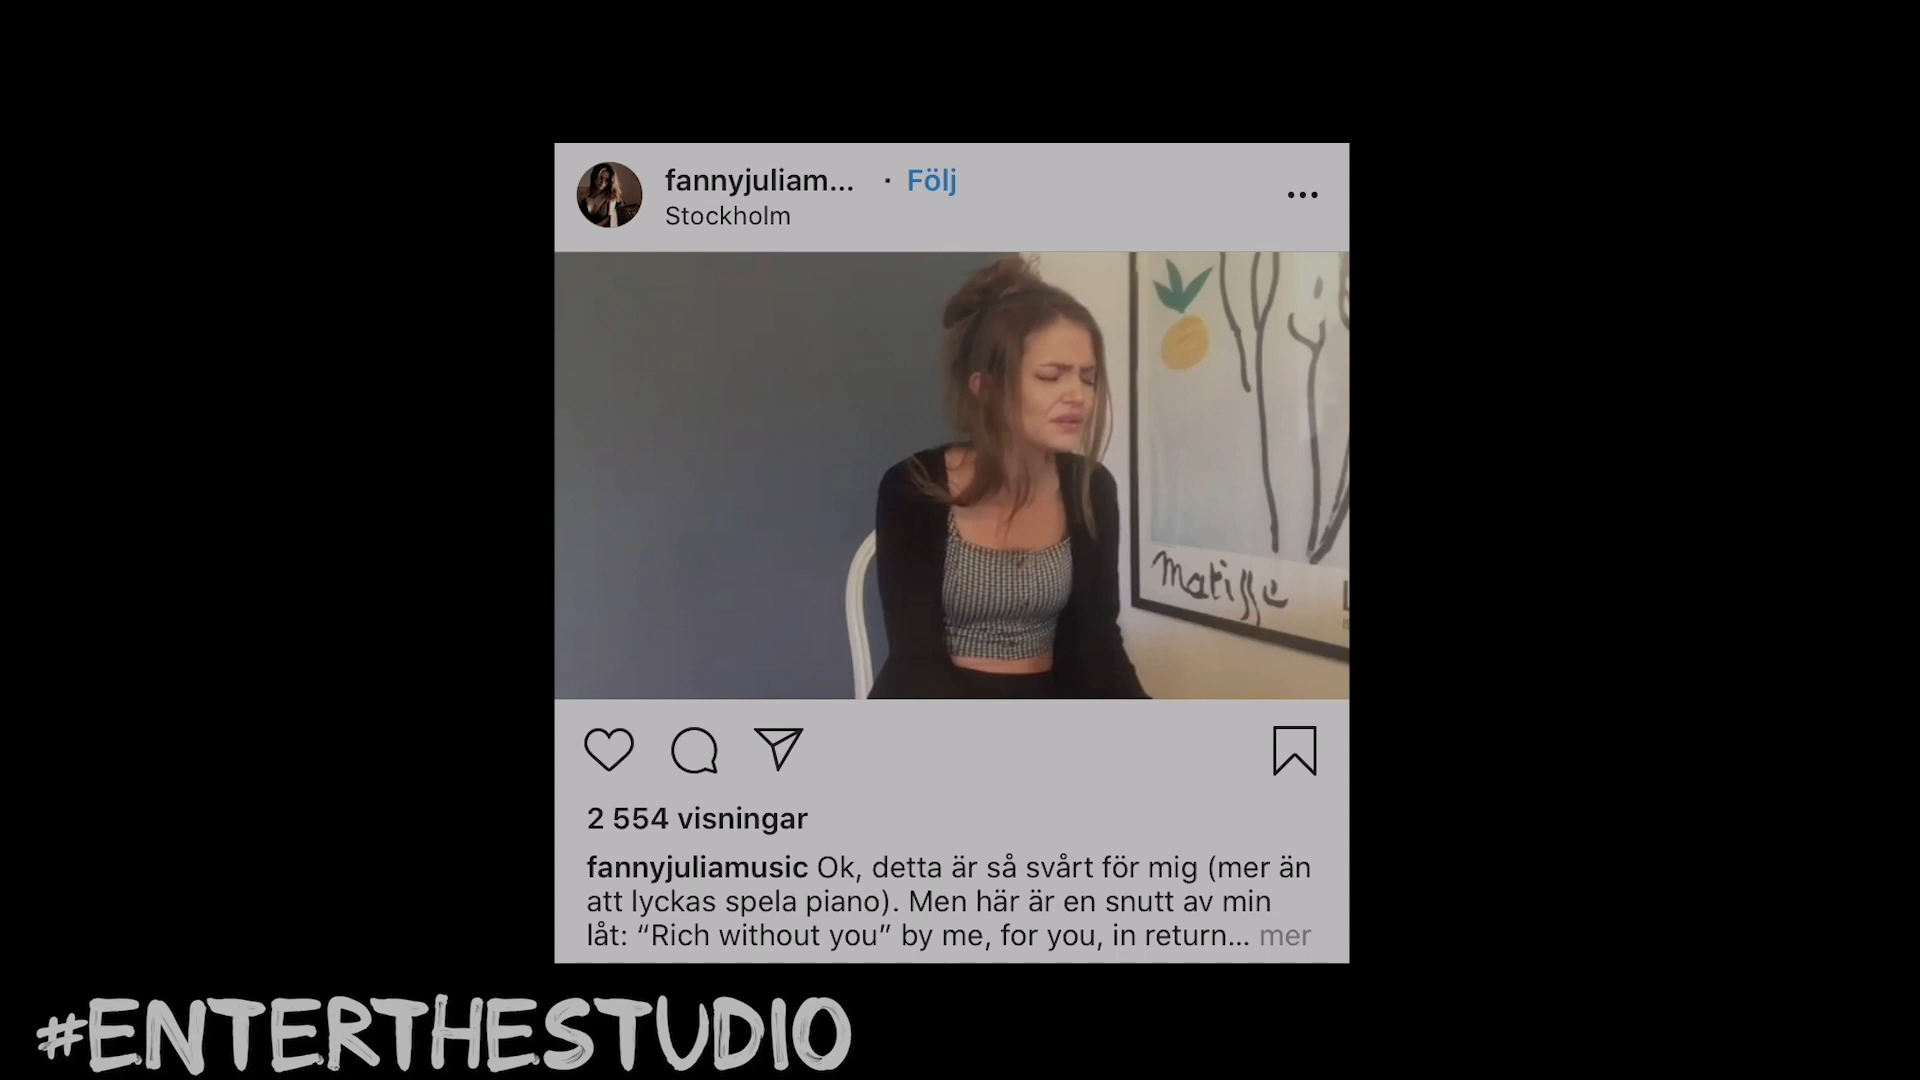 fannyjuliam... · Följ
Stockholm
matisse
2 554 visningar
fannyjuliamusic Ok, detta är så svårt för mig (mer än
att lyckas spela piano). Men här är en snutt av min
låt: “Rich without you” by me, for you, in return... mer
#ENTERTHESTUDIO